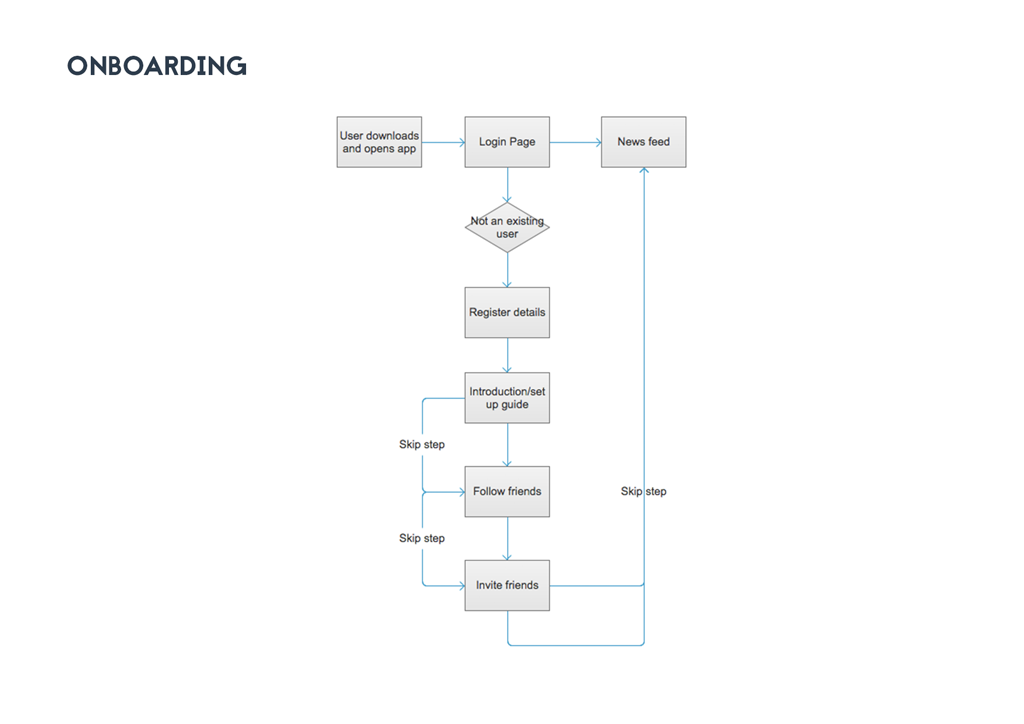 ONBOARDING
User downloads
and opens app
Login Page
News feed
Not an existing
user
Register details
Introduction/set
up guide
Skip step
Follow friends
Skip step
Skip step
Invite friends